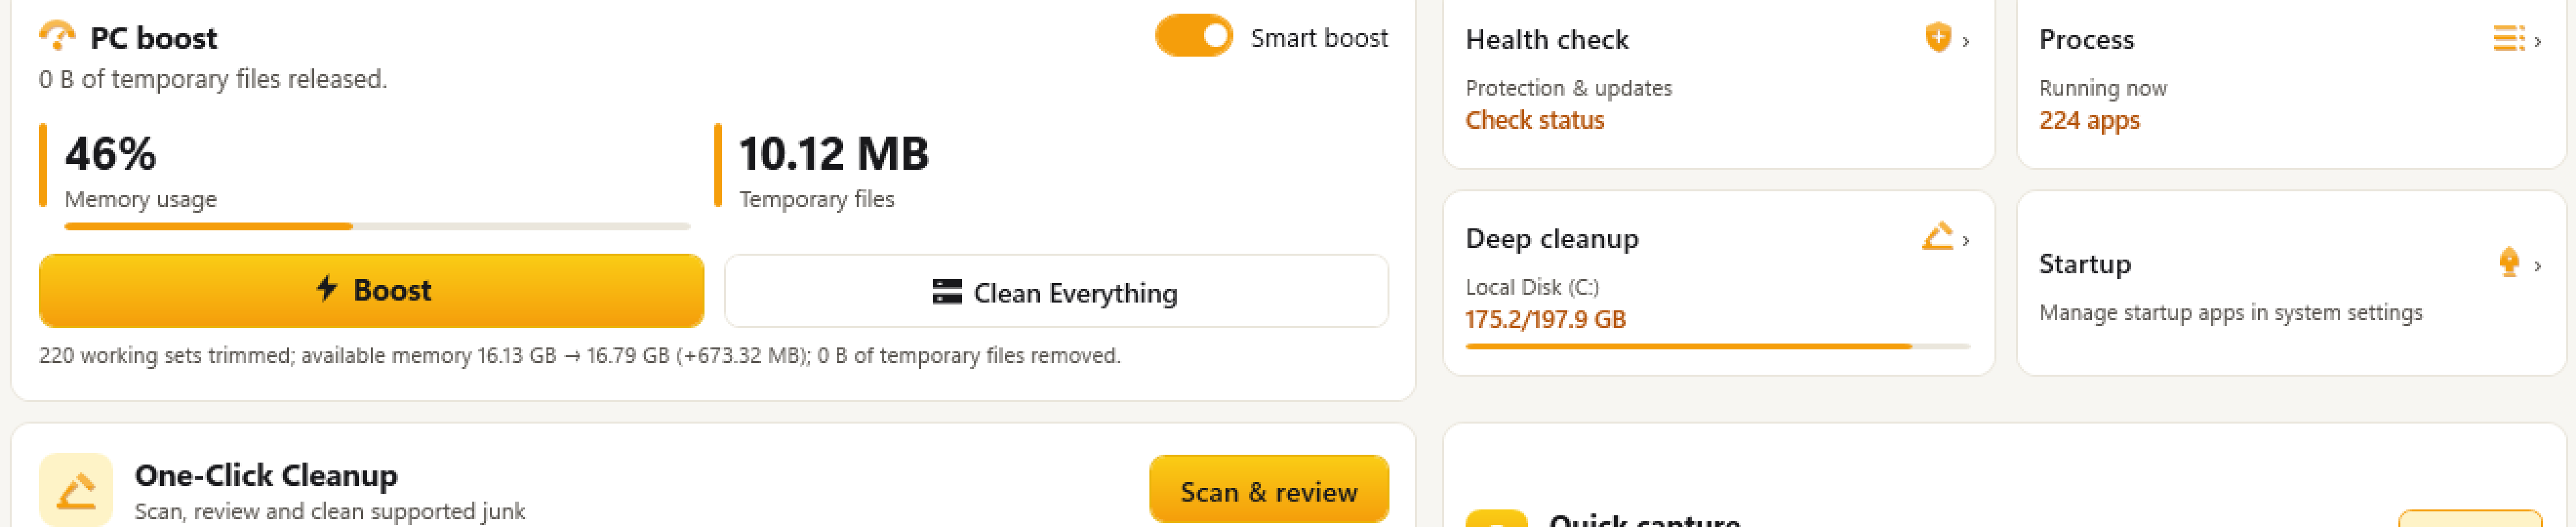 PC boost
Smart boost
0 B of temporary files released.
46%
Memory usage
10.12 MB
Temporary files
Boost
Clean Everything
220 working sets trimmed; available memory 16.13 GB → 16.79 GB (+673.32 MB); 0 B of temporary files removed.
Health check
Protection & updates
Check status
Process
Running now
224 apps
Deep cleanup
Local Disk (C:)
175.2/197.9 GB
Startup
Manage startup apps in system settings
One-Click Cleanup
Scan, review and clean supported junk
Scan & review
Quick capture